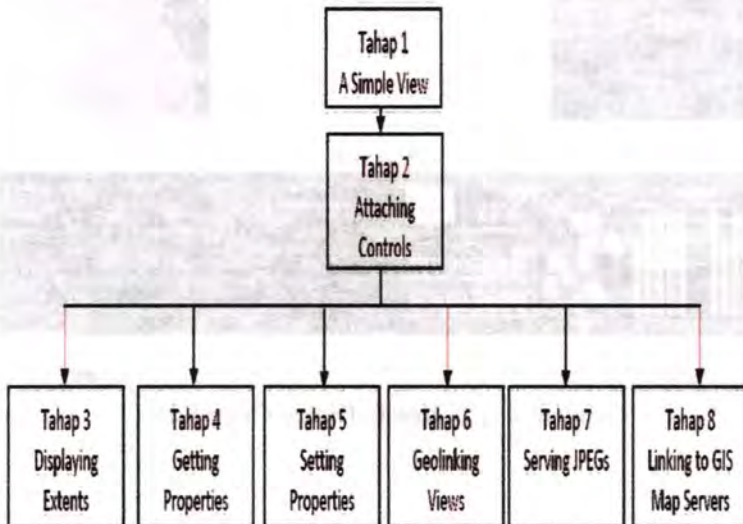 Tahap 1
A Simple View
Tahap 2
Attaching
Controls
Tahap 3
Displaying
Extents
Tahap 4
Getting
Properties
Tahap 5
Setting
Properties
Tahap 6
Geolinking
Views
Tahap 7
Serving JPEGs
Tahap 8
Linking to GIS
Map Servers